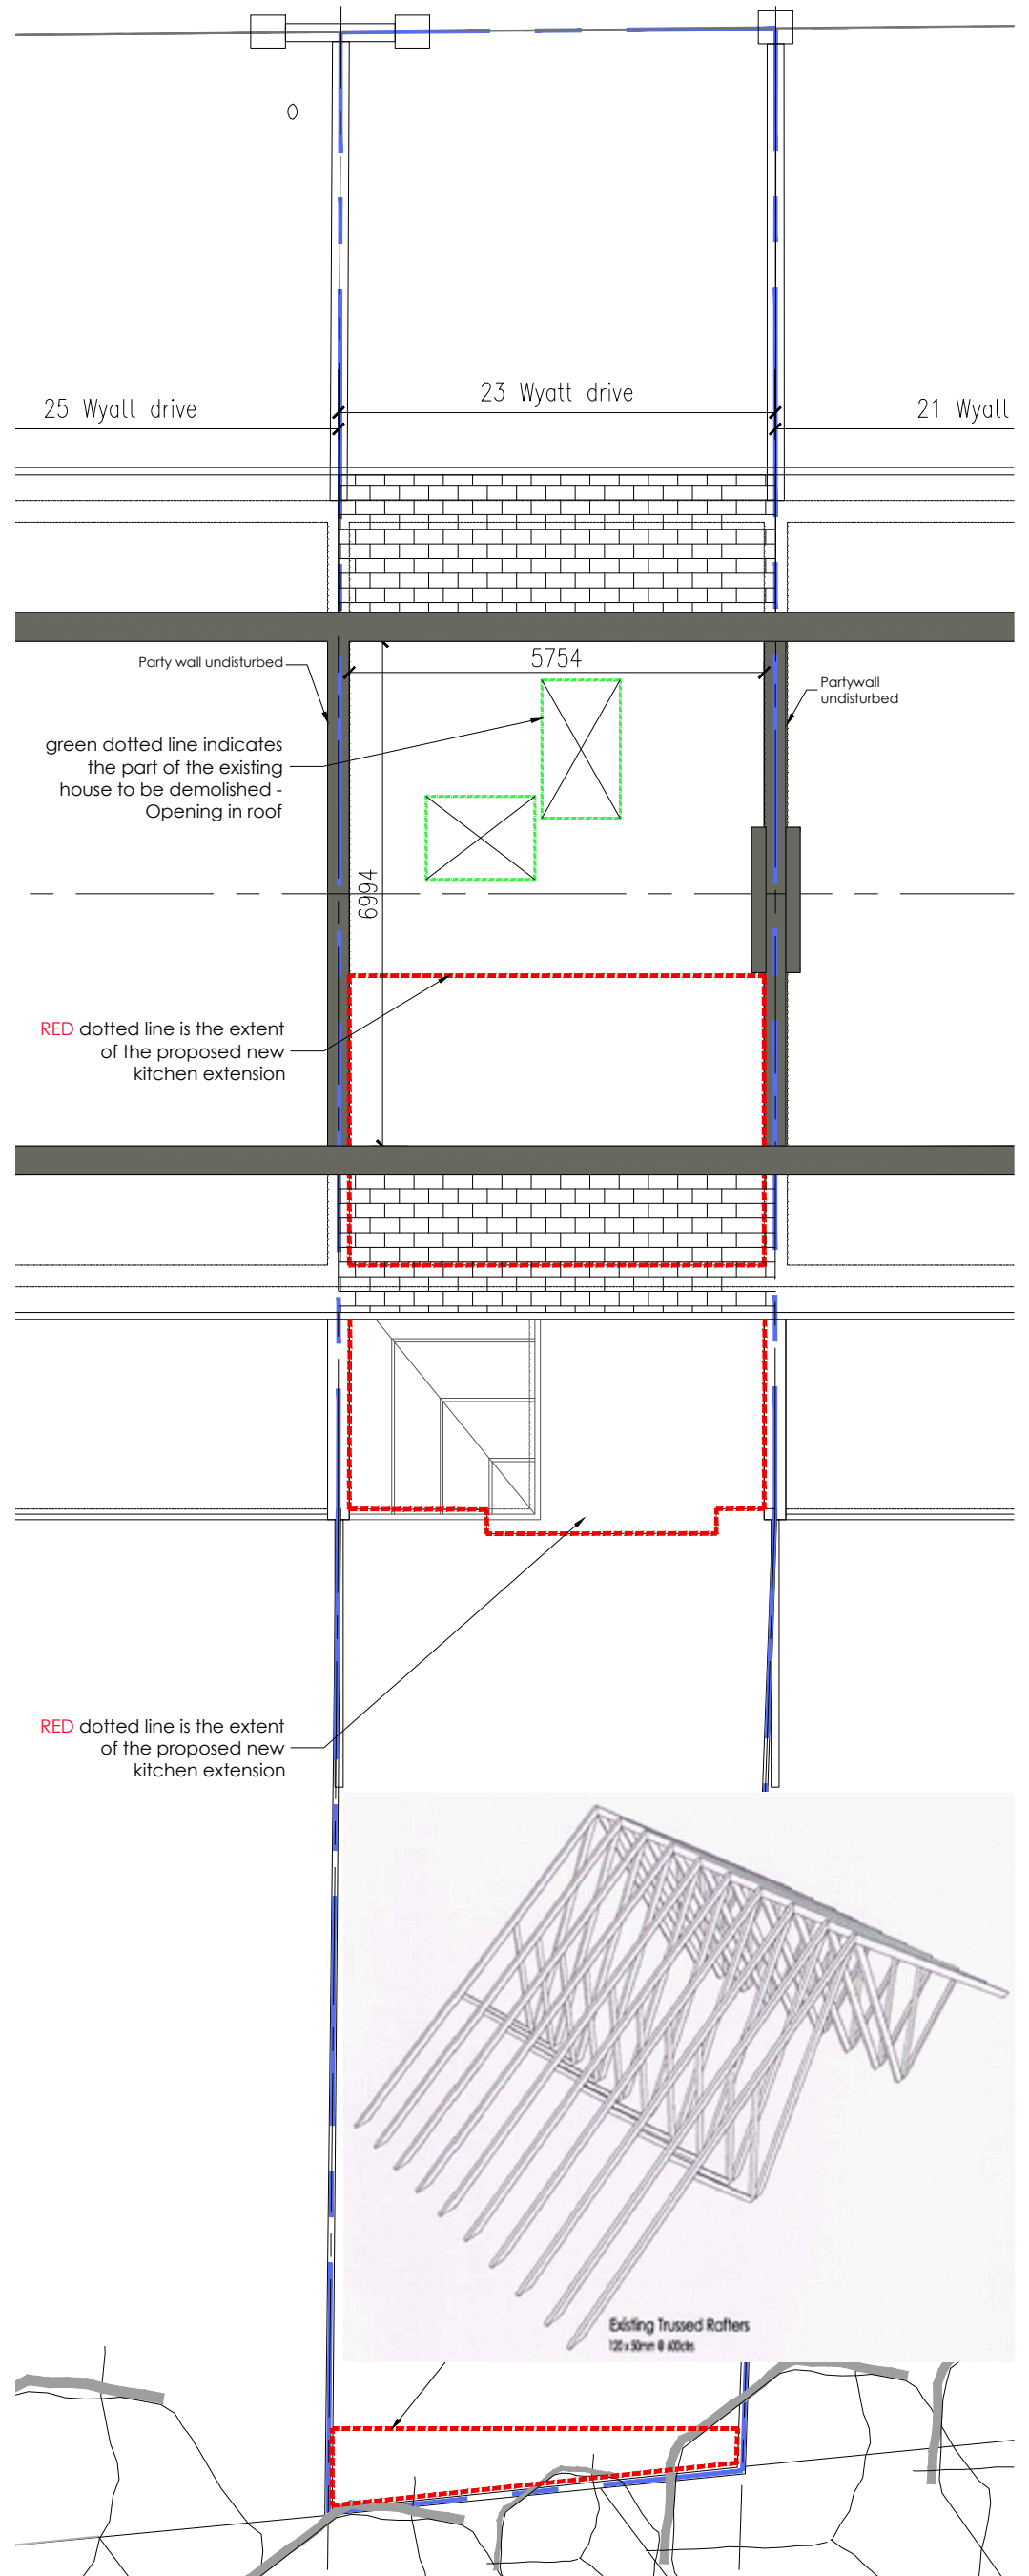 25 Wyatt drive
23 Wyatt drive
21 Wyatt
5754
Party wall undisturbed
Partywall
undisturbed
green dotted line indicates
the part of the existing
house to be demolished -
Opening in roof
6994
RED dotted line is the extent
of the proposed new
kitchen extension
RED dotted line is the extent
of the proposed new
kitchen extension
Existing Trussed Rafters
120 x 50mm @ 600ctrs